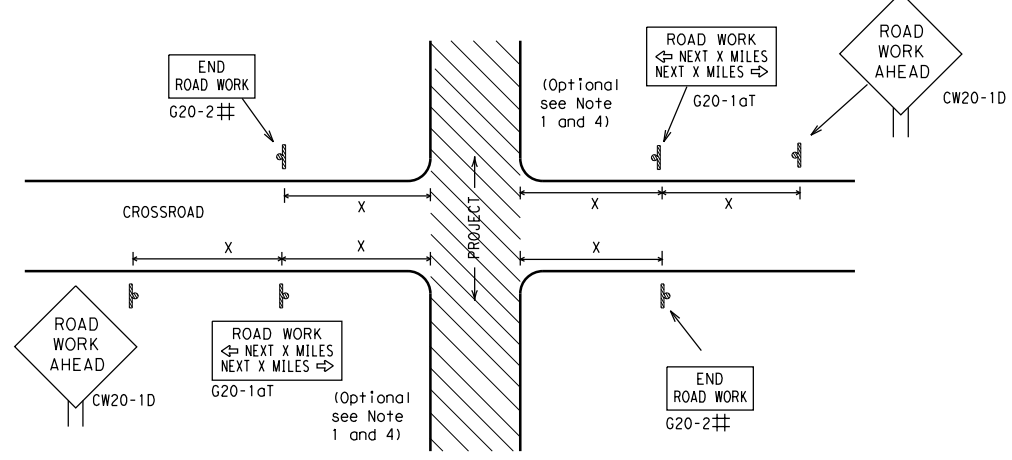 ROAD
WORK
AHEAD
CW20-1D
ROAD WORK
⇦ NEXT X MILES
NEXT X MILES ⇨
G20-1aT
(Optional
see Note
1 and 4)
END
ROAD WORK
G20-2#
X
X
X
CROSSROAD
PROJECT
X
X
X
ROAD
WORK
AHEAD
CW20-1D
ROAD WORK
⇦ NEXT X MILES
NEXT X MILES ⇨
G20-1aT
(Optional
see Note
1 and 4)
END
ROAD WORK
G20-2#